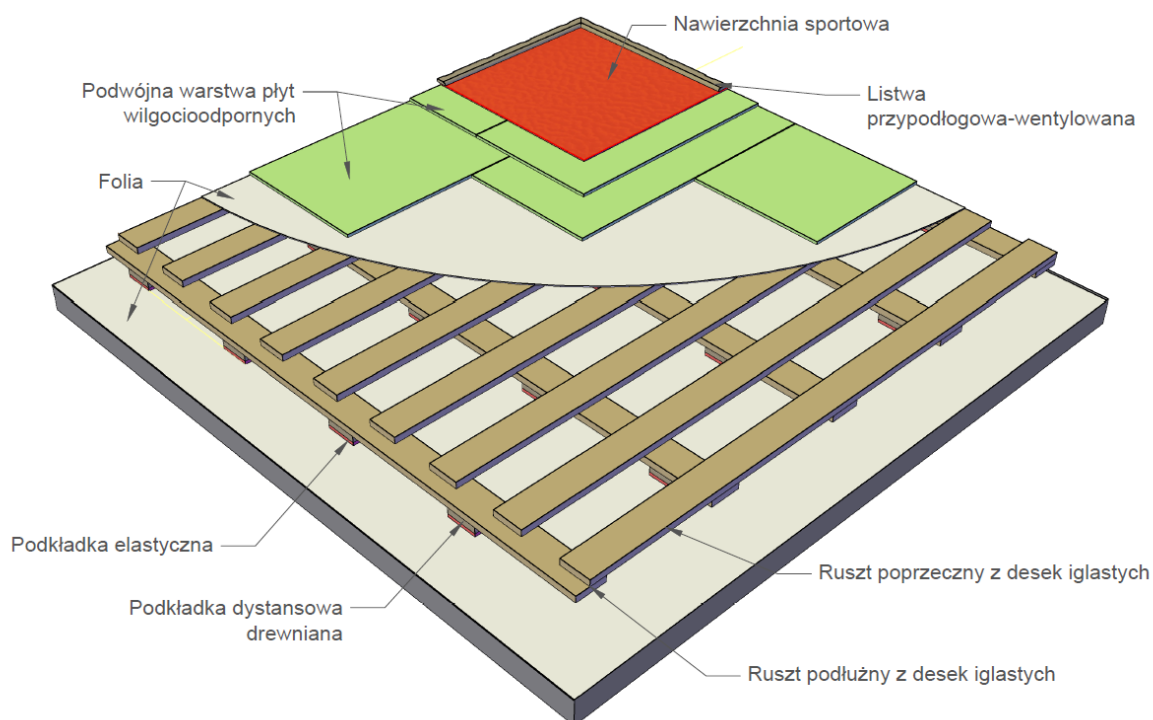 Nawierzchnia sportowa
Podwójna warstwa płyt
wilgocioodpornych
Listwa
przypodłogowa-wentylowana
Folia
Podkładka elastyczna
Podkładka dystansowa
drewniana
Ruszt poprzeczny z desek iglastych
Ruszt podłużny z desek iglastych